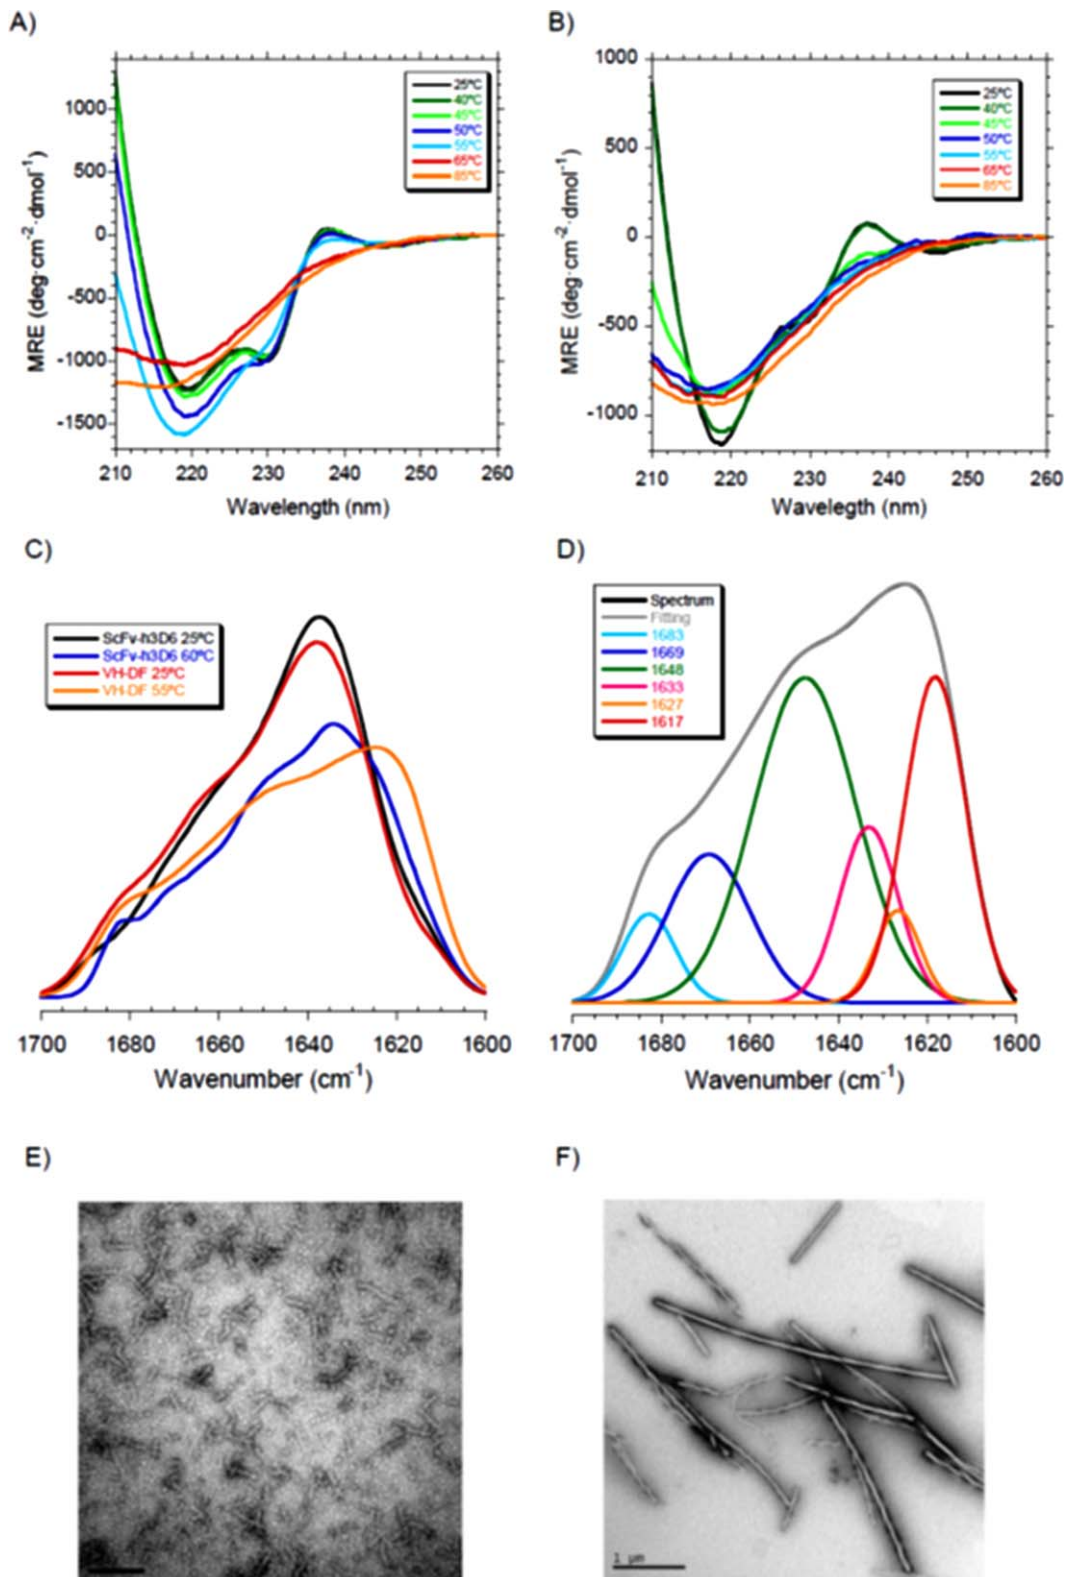 A)
MRE (deg·cm⁻²·dmol⁻¹)
1000
500
0
-500
-1000
-1500
25ºC
40ºC
45ºC
50ºC
55ºC
65ºC
85ºC
210 220 230 240 250 260
Wavelength (nm)
B)
MRE (deg·cm⁻²·dmol⁻¹)
1000
500
0
-500
-1000
25ºC
40ºC
45ºC
50ºC
55ºC
65ºC
85ºC
210 220 230 240 250 260
Wavelegth (nm)
C)
ScFv-h3D6 25ºC
ScFv-h3D6 60ºC
VH-DF 25ºC
VH-DF 55ºC
1700 1680 1660 1640 1620 1600
Wavenumber (cm⁻¹)
D)
Spectrum
Fitting
1683
1669
1648
1633
1627
1617
1700 1680 1660 1640 1620 1600
Wavenumber (cm⁻¹)
E)
F)
1 µm